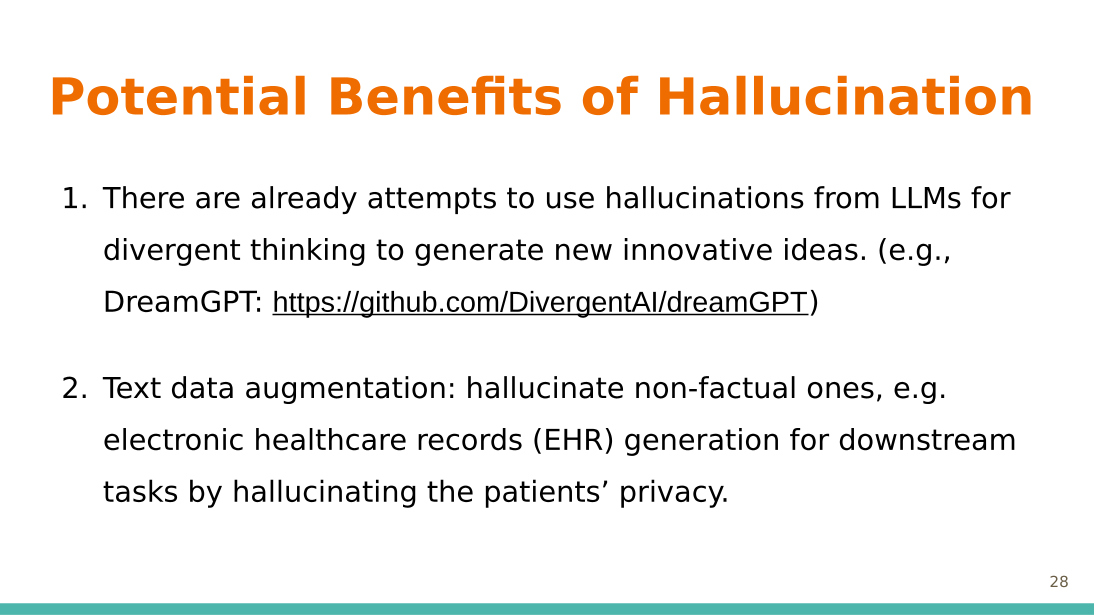 Potential Benefits of Hallucination
1. There are already attempts to use hallucinations from LLMs for
divergent thinking to generate new innovative ideas. (e.g.,
DreamGPT: https://github.com/DivergentAI/dreamGPT)
2. Text data augmentation: hallucinate non-factual ones, e.g.
electronic healthcare records (EHR) generation for downstream
tasks by hallucinating the patients’ privacy.
28